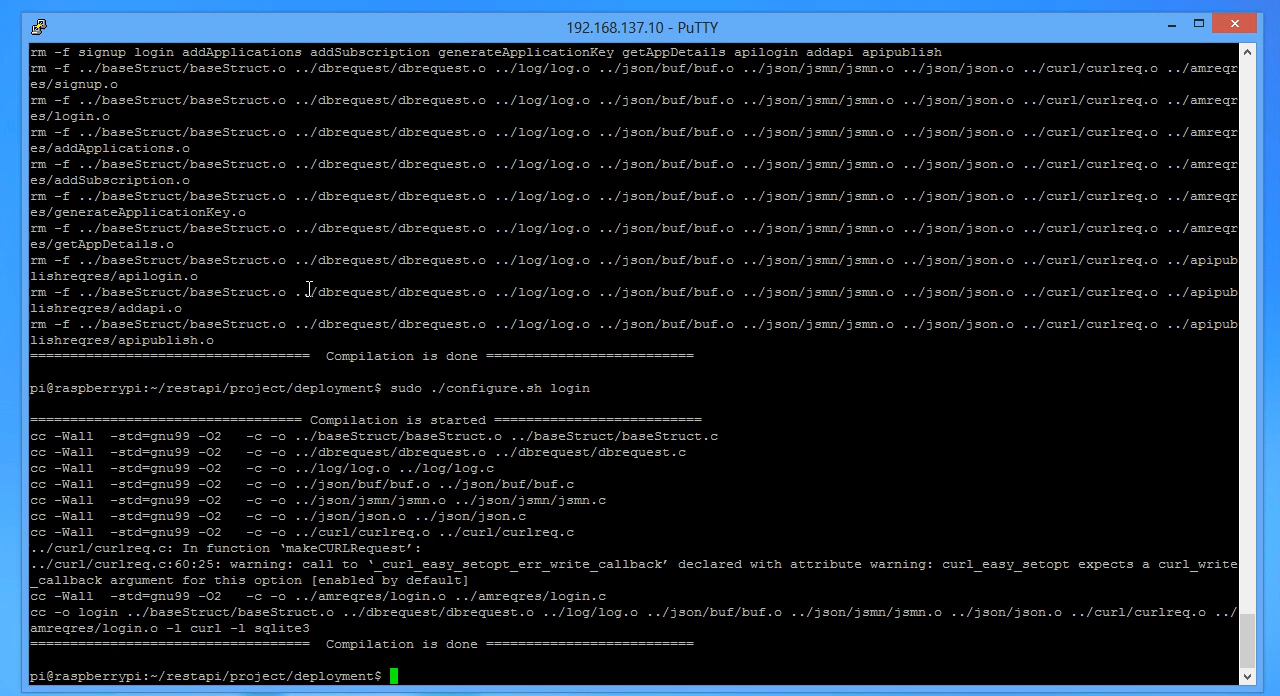 192.168.137.10 - PuTTY
rm -f signup login addApplications addSubscription generateApplicationKey getAppDetails apilogin addapi apipublish
rm -f ../baseStruct/baseStruct.o ../dbrequest/dbrequest.o ../log/log.o ../json/buf/buf.o ../json/jsmn/jsmn.o ../json/json.o ../curl/curlreq.o ../amreqr
es/signup.o
rm -f ../baseStruct/baseStruct.o ../dbrequest/dbrequest.o ../log/log.o ../json/buf/buf.o ../json/jsmn/jsmn.o ../json/json.o ../curl/curlreq.o ../amreqr
es/login.o
rm -f ../baseStruct/baseStruct.o ../dbrequest/dbrequest.o ../log/log.o ../json/buf/buf.o ../json/jsmn/jsmn.o ../json/json.o ../curl/curlreq.o ../amreqr
es/addApplications.o
rm -f ../baseStruct/baseStruct.o ../dbrequest/dbrequest.o ../log/log.o ../json/buf/buf.o ../json/jsmn/jsmn.o ../json/json.o ../curl/curlreq.o ../amreqr
es/addSubscription.o
rm -f ../baseStruct/baseStruct.o ../dbrequest/dbrequest.o ../log/log.o ../json/buf/buf.o ../json/jsmn/jsmn.o ../json/json.o ../curl/curlreq.o ../amreqr
es/generateApplicationKey.o
rm -f ../baseStruct/baseStruct.o ../dbrequest/dbrequest.o ../log/log.o ../json/buf/buf.o ../json/jsmn/jsmn.o ../json/json.o ../curl/curlreq.o ../amreqr
es/getAppDetails.o
rm -f ../baseStruct/baseStruct.o ../dbrequest/dbrequest.o ../log/log.o ../json/buf/buf.o ../json/jsmn/jsmn.o ../json/json.o ../curl/curlreq.o ../apipub
lishreqres/apilogin.o
rm -f ../baseStruct/baseStruct.o ../dbrequest/dbrequest.o ../log/log.o ../json/buf/buf.o ../json/jsmn/jsmn.o ../json/json.o ../curl/curlreq.o ../apipub
lishreqres/addapi.o
rm -f ../baseStruct/baseStruct.o ../dbrequest/dbrequest.o ../log/log.o ../json/buf/buf.o ../json/jsmn/jsmn.o ../json/json.o ../curl/curlreq.o ../apipub
lishreqres/apipublish.o
===================================  Compilation is done ==========================
pi@raspberrypi:~/restapi/project/deployment$ sudo ./configure.sh login
================================== Compilation is started ==========================
cc -Wall  -std=gnu99 -O2   -c -o ../baseStruct/baseStruct.o ../baseStruct/baseStruct.c
cc -Wall  -std=gnu99 -O2   -c -o ../dbrequest/dbrequest.o ../dbrequest/dbrequest.c
cc -Wall  -std=gnu99 -O2   -c -o ../log/log.o ../log/log.c
cc -Wall  -std=gnu99 -O2   -c -o ../json/buf/buf.o ../json/buf/buf.c
cc -Wall  -std=gnu99 -O2   -c -o ../json/jsmn/jsmn.o ../json/jsmn/jsmn.c
cc -Wall  -std=gnu99 -O2   -c -o ../json/json.o ../json/json.c
cc -Wall  -std=gnu99 -O2   -c -o ../curl/curlreq.o ../curl/curlreq.c
../curl/curlreq.c: In function ‘makeCURLRequest’:
../curl/curlreq.c:60:25: warning: call to ‘_curl_easy_setopt_err_write_callback’ declared with attribute warning: curl_easy_setopt expects a curl_write
_callback argument for this option [enabled by default]
cc -Wall  -std=gnu99 -O2   -c -o ../amreqres/login.o ../amreqres/login.c
cc -o login ../baseStruct/baseStruct.o ../dbrequest/dbrequest.o ../log/log.o ../json/buf/buf.o ../json/jsmn/jsmn.o ../json/json.o ../curl/curlreq.o ../
amreqres/login.o -l curl -l sqlite3
===================================  Compilation is done ==========================
pi@raspberrypi:~/restapi/project/deployment$